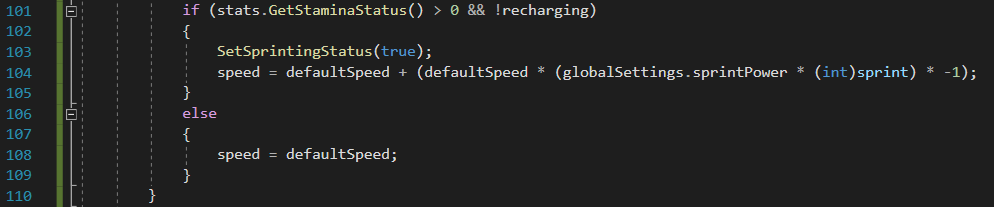 101 if (stats.GetStaminaStatus() > 0 && !recharging)
102 {
103 SetSprintingStatus(true);
104 speed = defaultSpeed + (defaultSpeed * (globalSettings.sprintPower * (int)sprint) * -1);
105 }
106 else
107 {
108 speed = defaultSpeed;
109 }
110 }